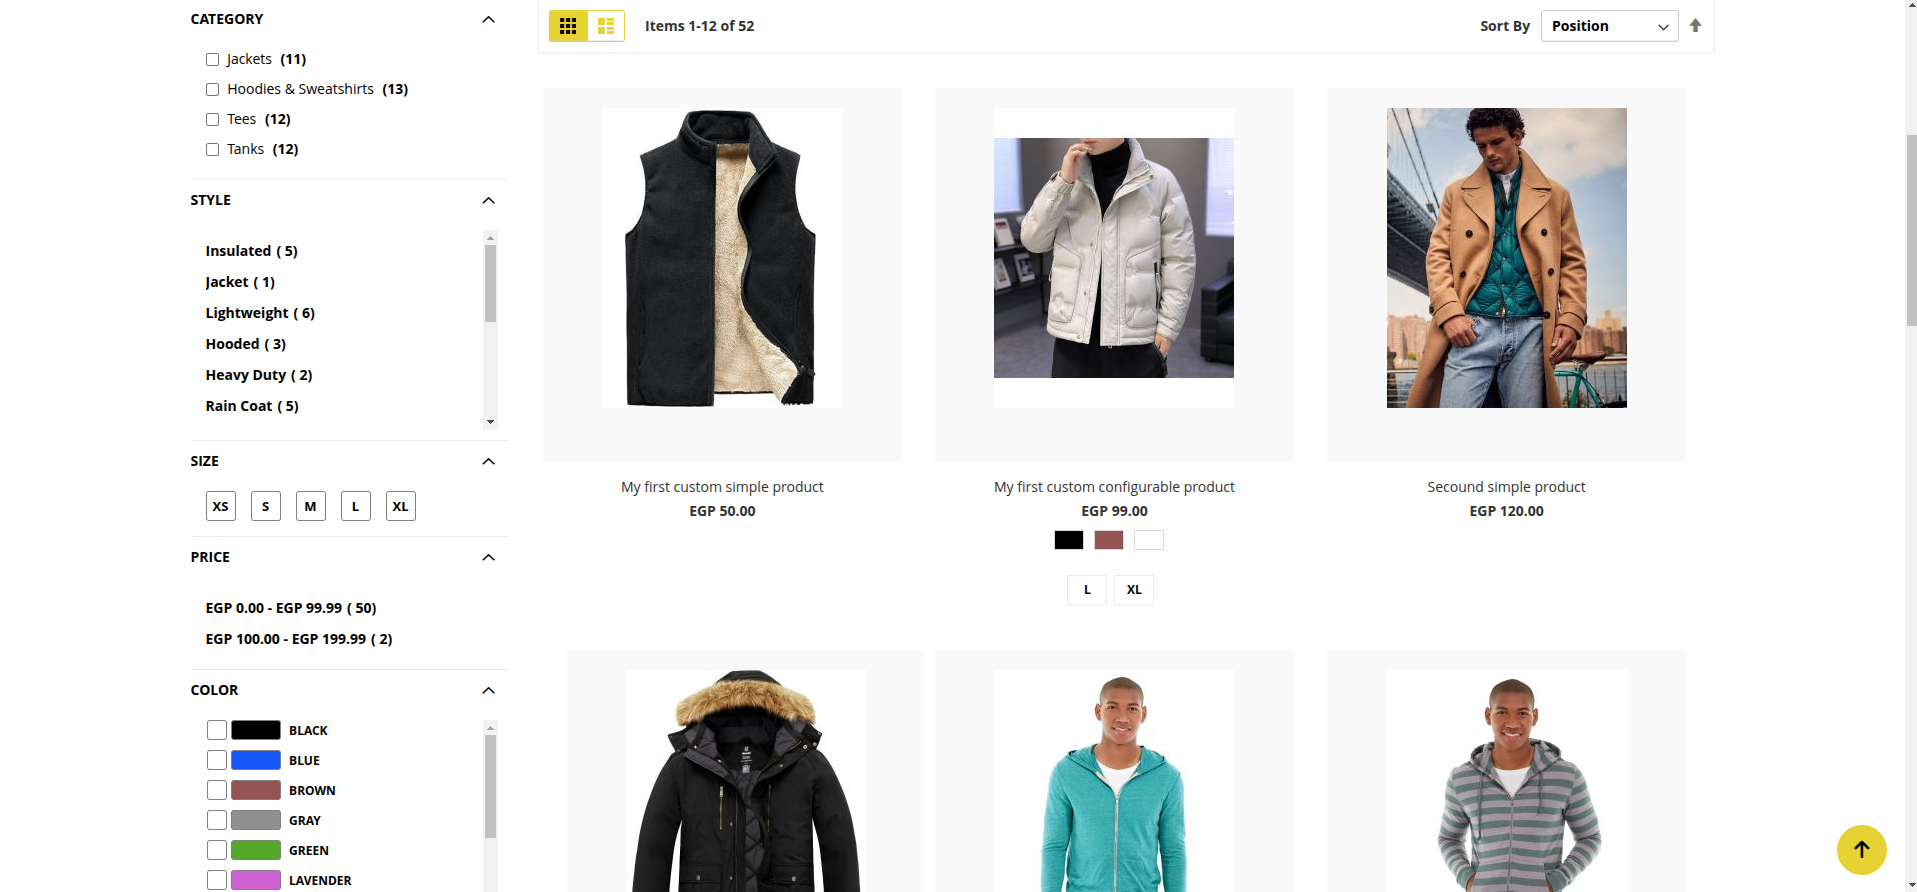 CATEGORY
Jackets (11)
Hoodies & Sweatshirts (13)
Tees (12)
Tanks (12)
STYLE
Insulated ( 5)
Jacket ( 1)
Lightweight ( 6)
Hooded ( 3)
Heavy Duty ( 2)
Rain Coat ( 5)
SIZE
XS S M L XL
PRICE
EGP 0.00 - EGP 99.99 ( 50)
EGP 100.00 - EGP 199.99 ( 2)
COLOR
BLACK
BLUE
BROWN
GRAY
GREEN
LAVENDER
Items 1-12 of 52
Sort By Position
My first custom simple product
EGP 50.00
My first custom configurable product
EGP 99.00
L XL
Secound simple product
EGP 120.00